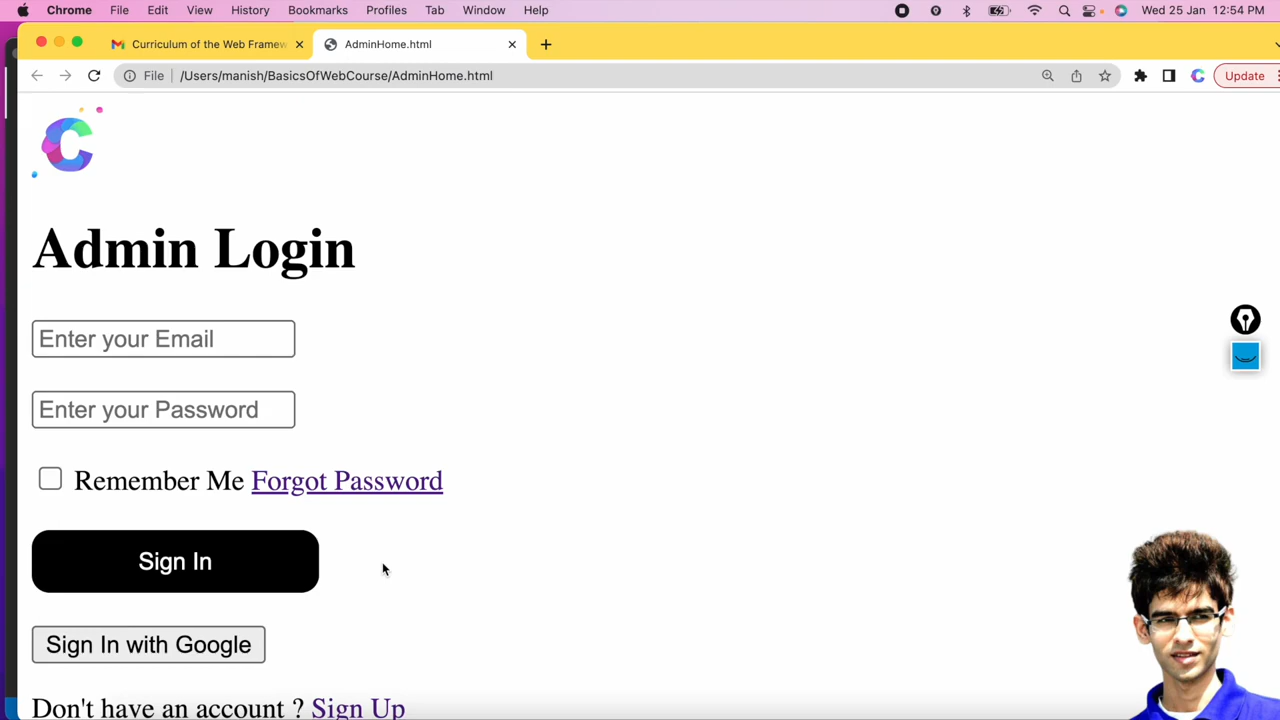 Chrome File Edit View History Bookmarks Profiles Tab Window Help Wed 25 Jan 12:54 PM
Curriculum of the Web Framew AdminHome.html
File /Users/manish/BasicsOfWebCourse/AdminHome.html Update
C
Admin Login
Enter your Email
Enter your Password
Remember Me Forgot Password
Sign In
Sign In with Google
Don't have an account ? Sign Up